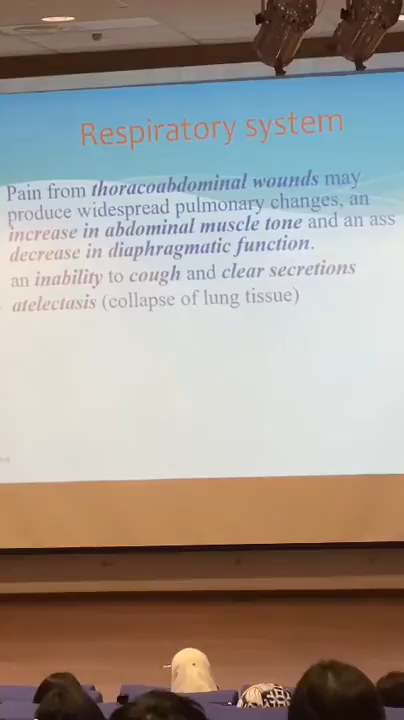 Respiratory system
Pain from thoracoabdominal wounds may
produce widespread pulmonary changes, an
increase in abdominal muscle tone and an ass
decrease in diaphragmatic function.
an inability to cough and clear secretions
atelectasis (collapse of lung tissue)